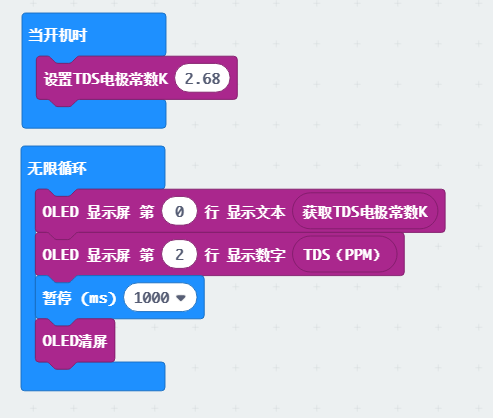 当开机时
设置TDS电极常数K 2.68
无限循环
OLED 显示屏 第 0 行 显示文本 获取TDS电极常数K
OLED 显示屏 第 2 行 显示数字 TDS（PPM）
暂停 (ms) 1000
OLED清屏